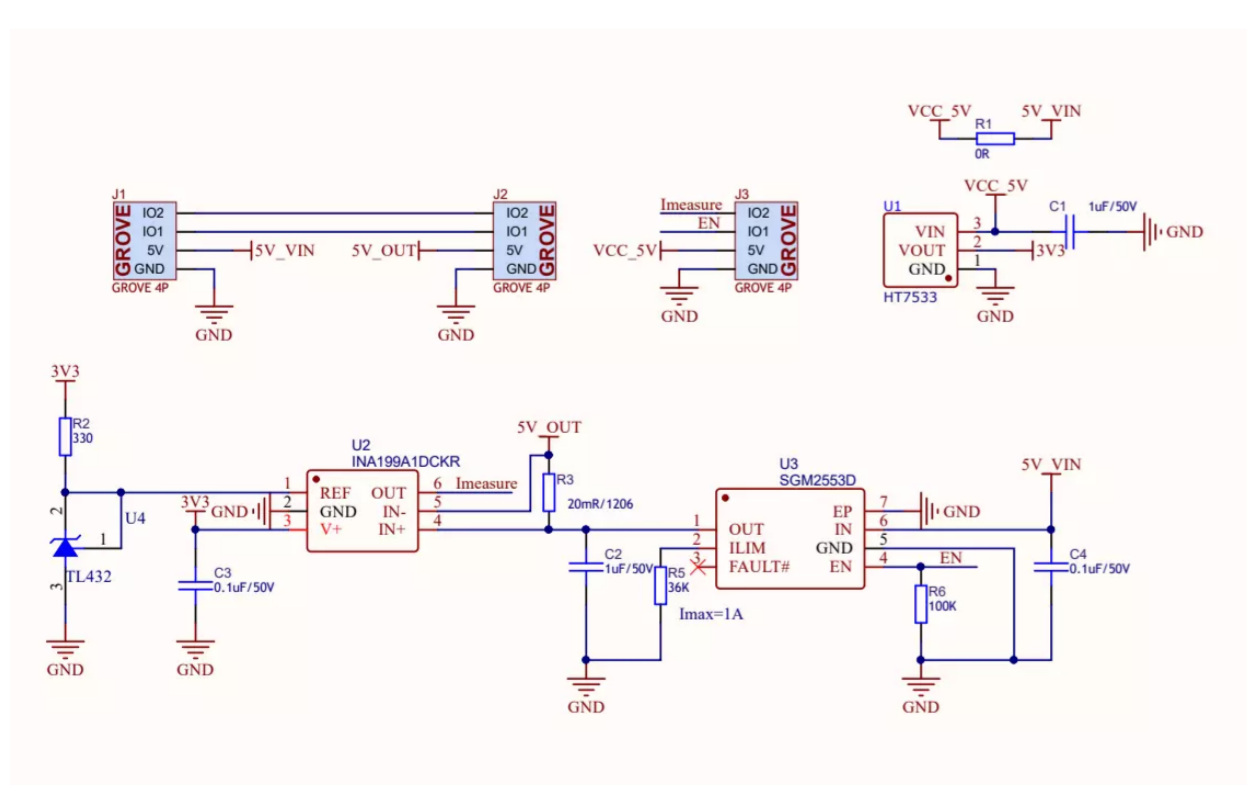 VCC_5V 5V_VIN
R1
0R
J1
GROVE
IO2
IO1
5V
GND
GROVE 4P
5V_VIN
GND
J2
IO2
IO1
5V
GND
GROVE
GROVE 4P
5V_OUT
GND
J3
Imeasure
EN
VCC_5V
IO2
IO1
5V
GND
GROVE
GROVE 4P
GND
VCC_5V
U1
VIN 3
VOUT 2
GND 1
HT7533
C1 1uF/50V
GND
3V3
GND
3V3
R2
330
2
1
3
U4
TL432
GND
3V3
GND
C3
0.1uF/50V
GND
U2
INA199A1DCKR
1 REF OUT 6
2 GND IN- 5
3 V+ IN+ 4
Imeasure
5V_OUT
R3
20mR/1206
C2
1uF/50V
GND
R5
36K
Imax=1A
U3
SGM2553D
EP 7
1 OUT IN 6
2 ILIM GND 5
3 FAULT# EN 4
GND
EN
R6
100K
GND
5V_VIN
C4
0.1uF/50V